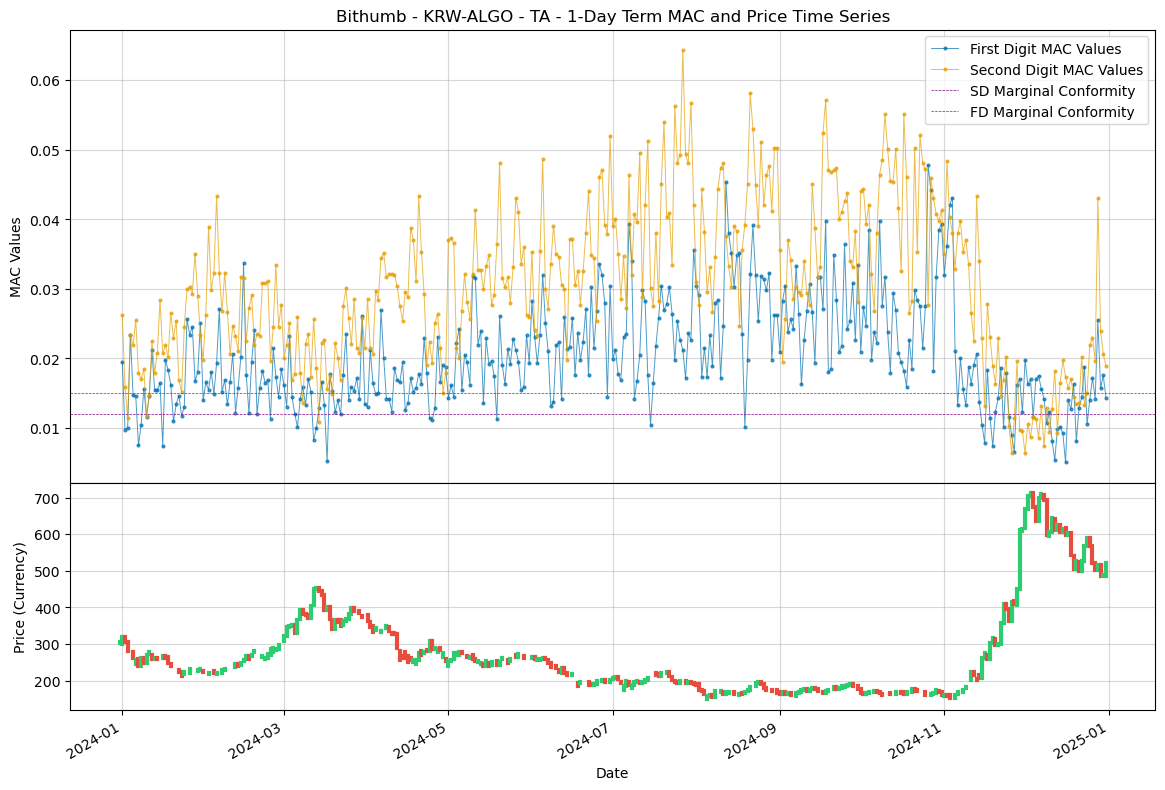 Bithumb - KRW-ALGO - TA - 1-Day Term MAC and Price Time Series
First Digit MAC Values
Second Digit MAC Values
SD Marginal Conformity
FD Marginal Conformity
MAC Values
0.06
0.05
0.04
0.03
0.02
0.01
Price (Currency)
700
600
500
400
300
200
2024-01
2024-03
2024-05
2024-07
2024-09
2024-11
2025-01
Date